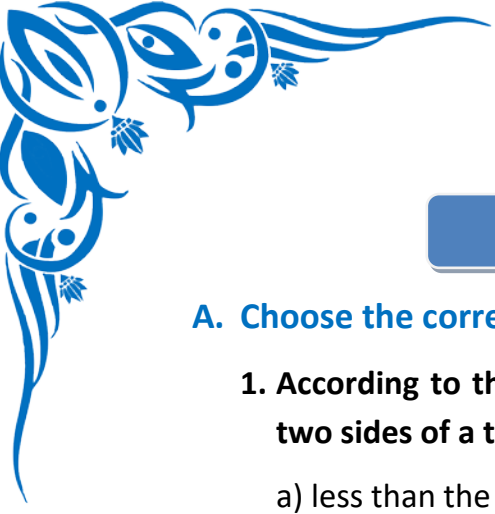 A. Choose the corre
1. According to th
two sides of a t
a) less than the